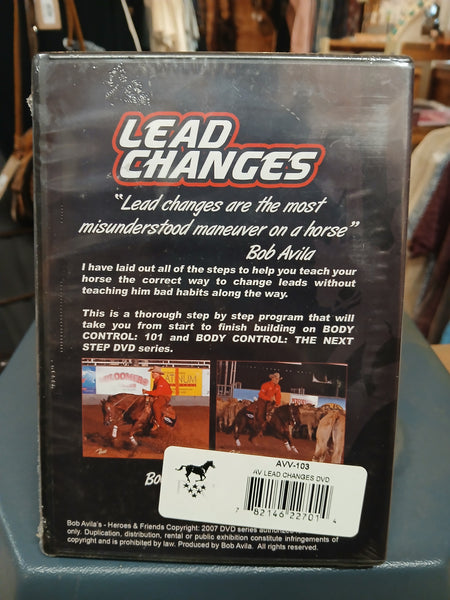 LEAD
CHANGES
"Lead changes are the most
misunderstood maneuver on a horse"
Bob Avila
I have laid out all of the steps to help you teach your
horse the correct way to change leads without
teaching him bad habits along the way.
This is a thorough step by step program that will
take you from start to finish building on BODY
CONTROL: 101 and BODY CONTROL: THE NEXT
STEP DVD series.
AVV-103
AV LEAD CHANGES DVD
7 82146 22701 4
Bob Avila's - Heroes & Friends Copyright: 2007 DVD series
only. Duplication, distribution, rental or public exhibition constitute infringements of
copyright and is prohibited by law. Produced by Bob Avila. All rights reserved.